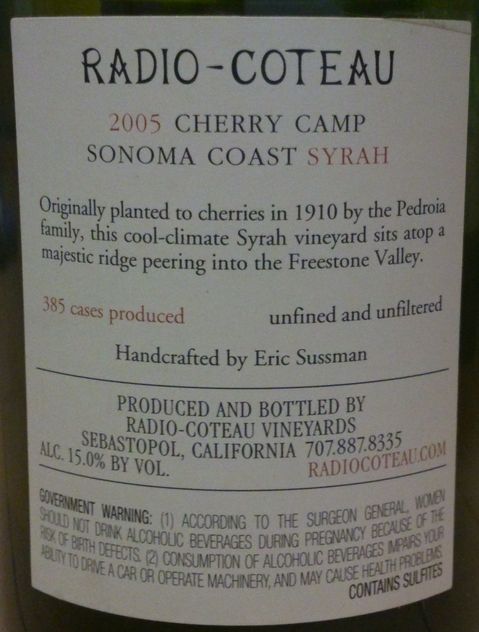 RADIO-COTEAU
2005 CHERRY CAMP
SONOMA COAST SYRAH
Originally planted to cherries in 1910 by the Pedroia
family, this cool-climate Syrah vineyard sits atop a
majestic ridge peering into the Freestone Valley.
385 cases produced unfined and unfiltered
Handcrafted by Eric Sussman
PRODUCED AND BOTTLED BY
RADIO-COTEAU VINEYARDS
SEBASTOPOL, CALIFORNIA 707.887.8335
ALC. 15.0% BY VOL. RADIOCOTEAU.COM
GOVERNMENT WARNING: (1) ACCORDING TO THE SURGEON GENERAL, WOMEN
SHOULD NOT DRINK ALCOHOLIC BEVERAGES DURING PREGNANCY BECAUSE OF THE
RISK OF BIRTH DEFECTS. (2) CONSUMPTION OF ALCOHOLIC BEVERAGES IMPAIRS YOUR
ABILITY TO DRIVE A CAR OR OPERATE MACHINERY, AND MAY CAUSE HEALTH PROBLEMS.
CONTAINS SULFITES